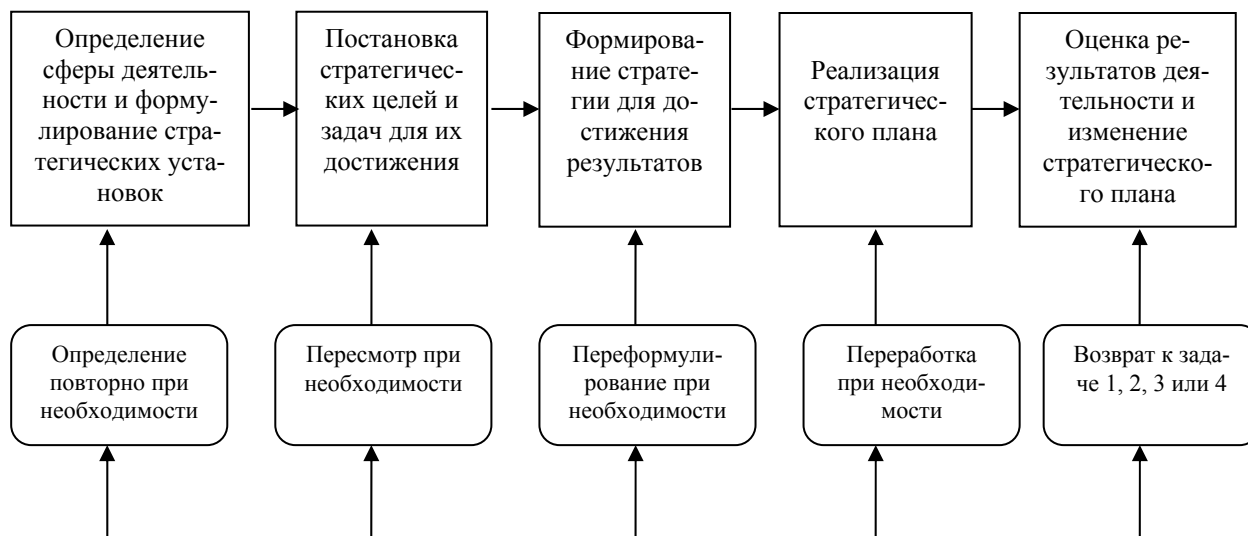 Определение
сферы деятель-
ности и форму-
лирование стра-
тегических уста-
новок
Постановка
стратегичес-
ких целей и
задач для их
достижения
Формирова-
ние страте-
гии для до-
стижения
результатов
Реализация
стратегичес-
кого плана
Оценка ре-
зультатов дея-
тельности и
изменение
стратегическо-
го плана
Определение
повторно при
необходимости
Пересмотр при
необходимости
Переформули-
рование при
необходимости
Переработка
при необходи-
мости
Возврат к зада-
че 1, 2, 3 или 4